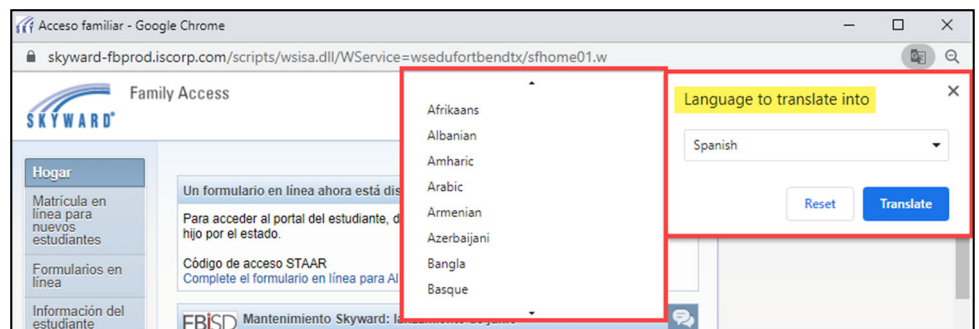 Acceso familiar - Google Chrome
skyward-fbprod.iscorp.com/scripts/wsisa.dll/WService=wsedufortbendtx/sfhome01.w
SKYWARD
Family Access
Hogar
Matrícula en
línea para
nuevos
estudiantes
Formularios en
línea
Información del
estudiante
Un formulario en línea ahora está
Para acceder al portal del estudiante,
hijo por el estado.
Código de acceso STAAR
Complete el formulario en línea para
FBISD Mantenimiento Skyward:
Afrikaans
Albanian
Amharic
Arabic
Armenian
Azerbaijani
Bangla
Basque
Language to translate into
Spanish
Reset Translate